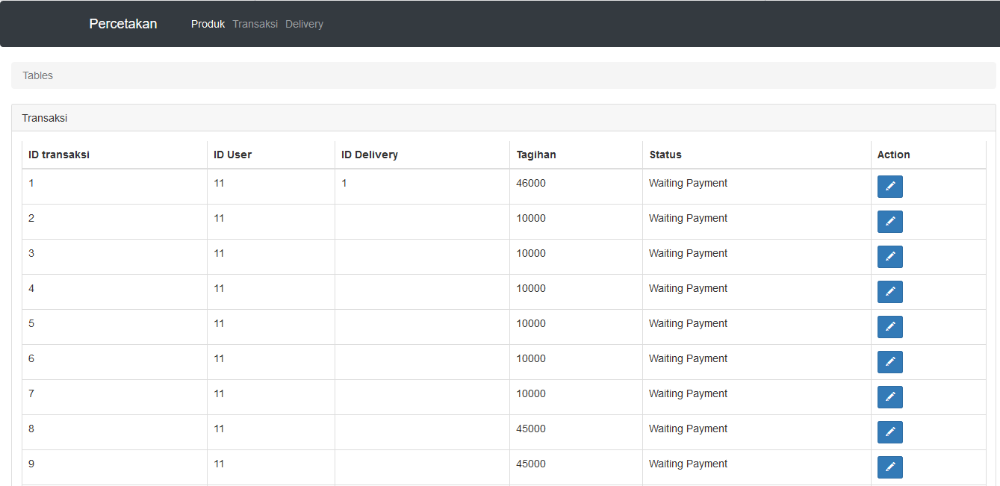 Percetakan Produk Transaksi Delivery
Tables
Transaksi
ID transaksi ID User ID Delivery Tagihan Status Action
1 11 1 46000 Waiting Payment
2 11 10000 Waiting Payment
3 11 10000 Waiting Payment
4 11 10000 Waiting Payment
5 11 10000 Waiting Payment
6 11 10000 Waiting Payment
7 11 10000 Waiting Payment
8 11 45000 Waiting Payment
9 11 45000 Waiting Payment